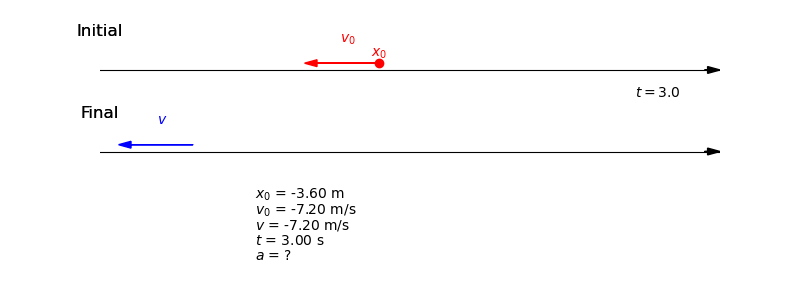 Initial
v₀
x₀
t = 3.0
Final
v
x₀ = -3.60 m
v₀ = -7.20 m/s
v = -7.20 m/s
t = 3.00 s
a = ?